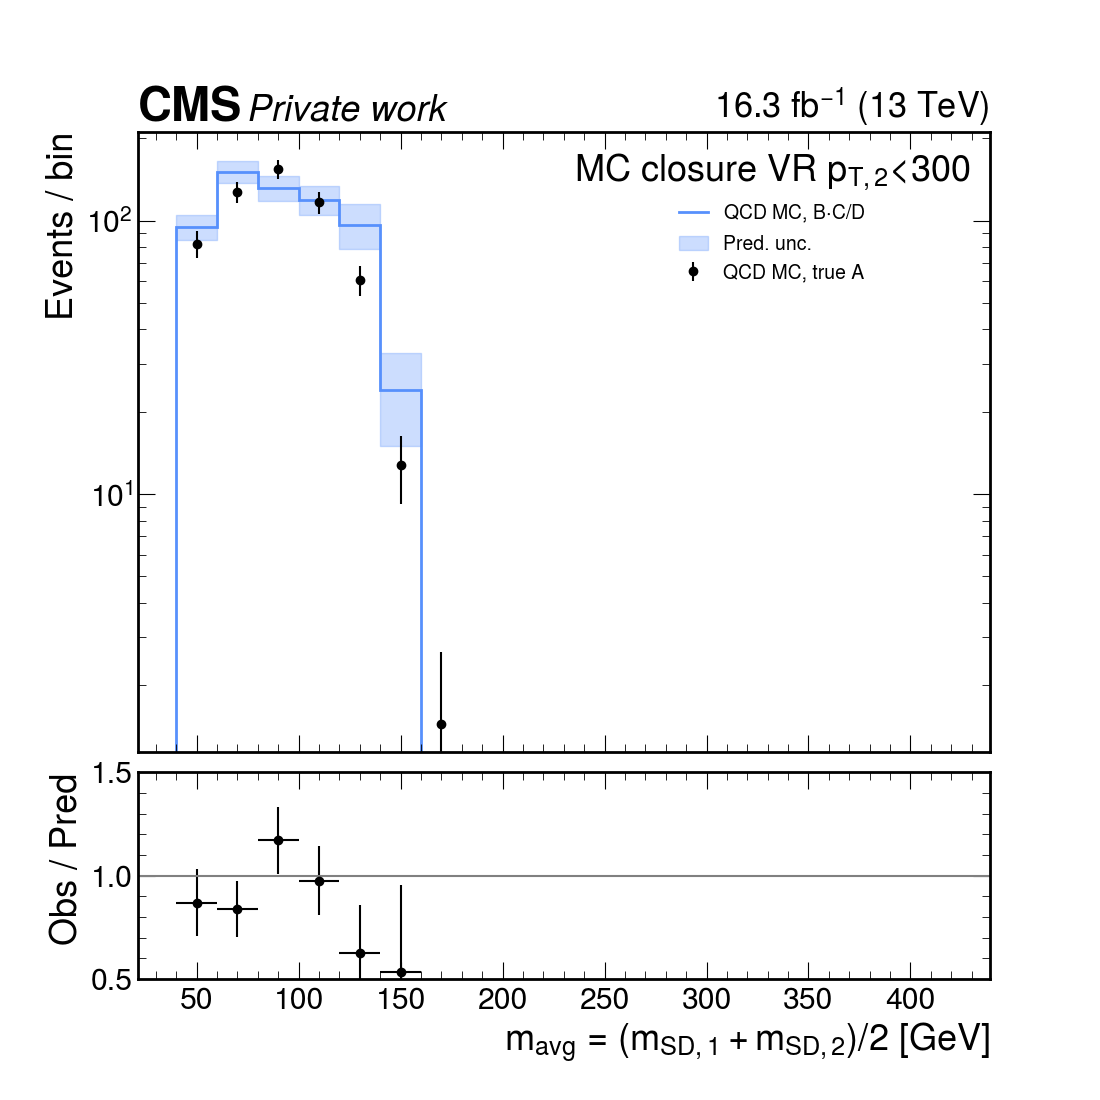 CMS Private work
16.3 fb⁻¹ (13 TeV)
Events / bin
10²
10¹
MC closure VR p_T, 2<300
QCD MC, B·C/D
Pred. unc.
QCD MC, true A
Obs / Pred
1.5
1.0
0.5
50 100 150 200 250 300 350 400
m_avg = (m_SD, 1 + m_SD, 2)/2 [GeV]